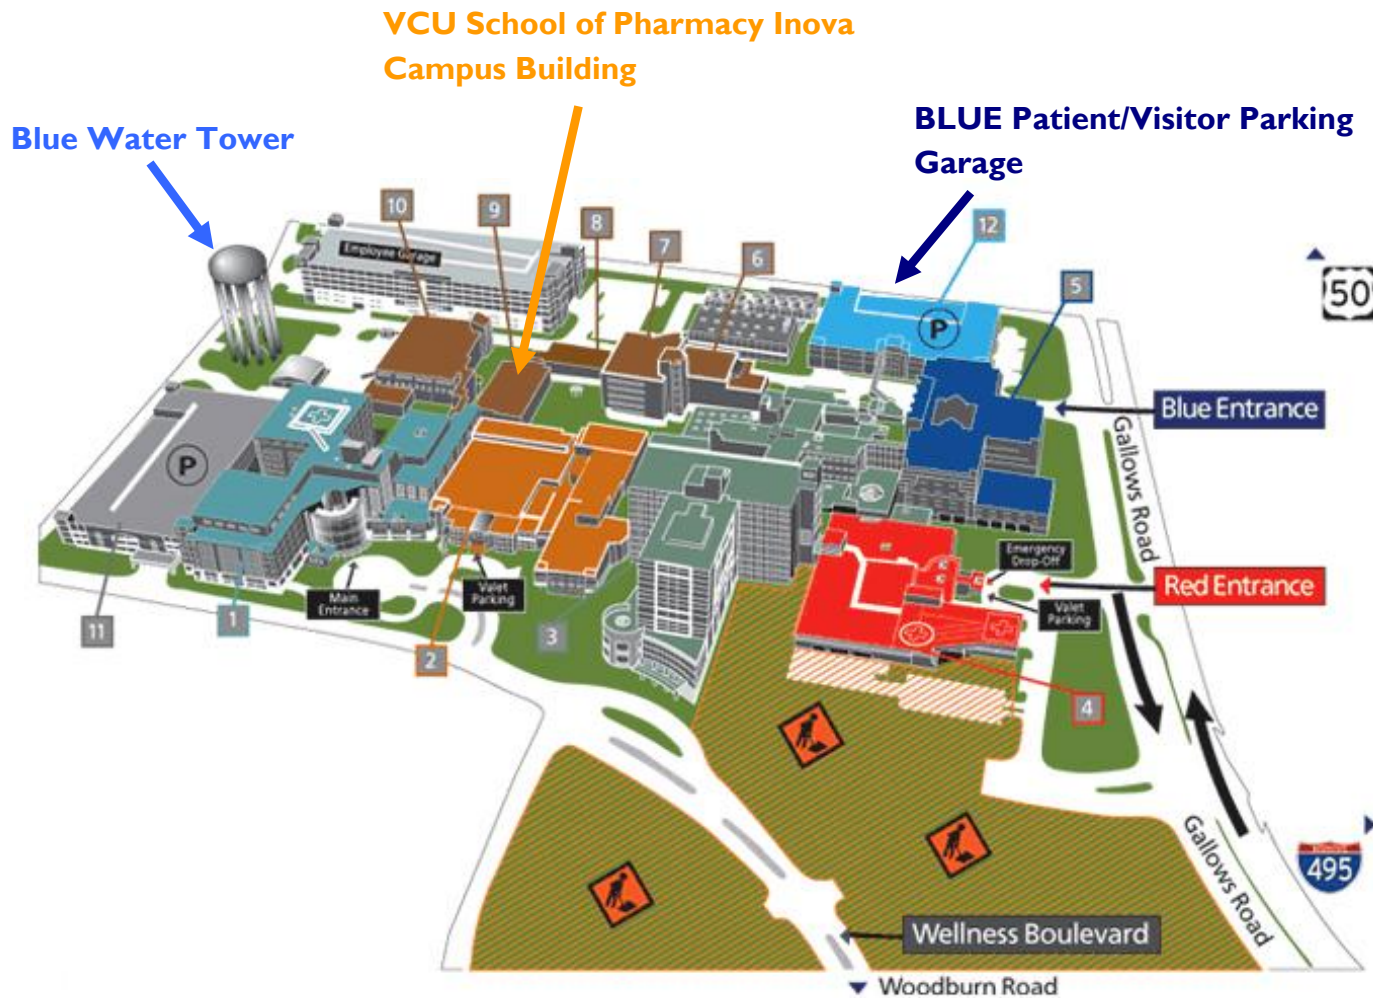 VCU School of Pharmacy Inova
Campus Building
Blue Water Tower
BLUE Patient/Visitor Parking
Garage
10
9
8
7
6
12
5
Employee Garage
50
P
Blue Entrance
Gallows Road
P
Emergency
Drop-Off
Red Entrance
Valet
Parking
Main
Entrance
Valet
Parking
11
1
2
3
4
Gallows Road
495
Wellness Boulevard
Woodburn Road